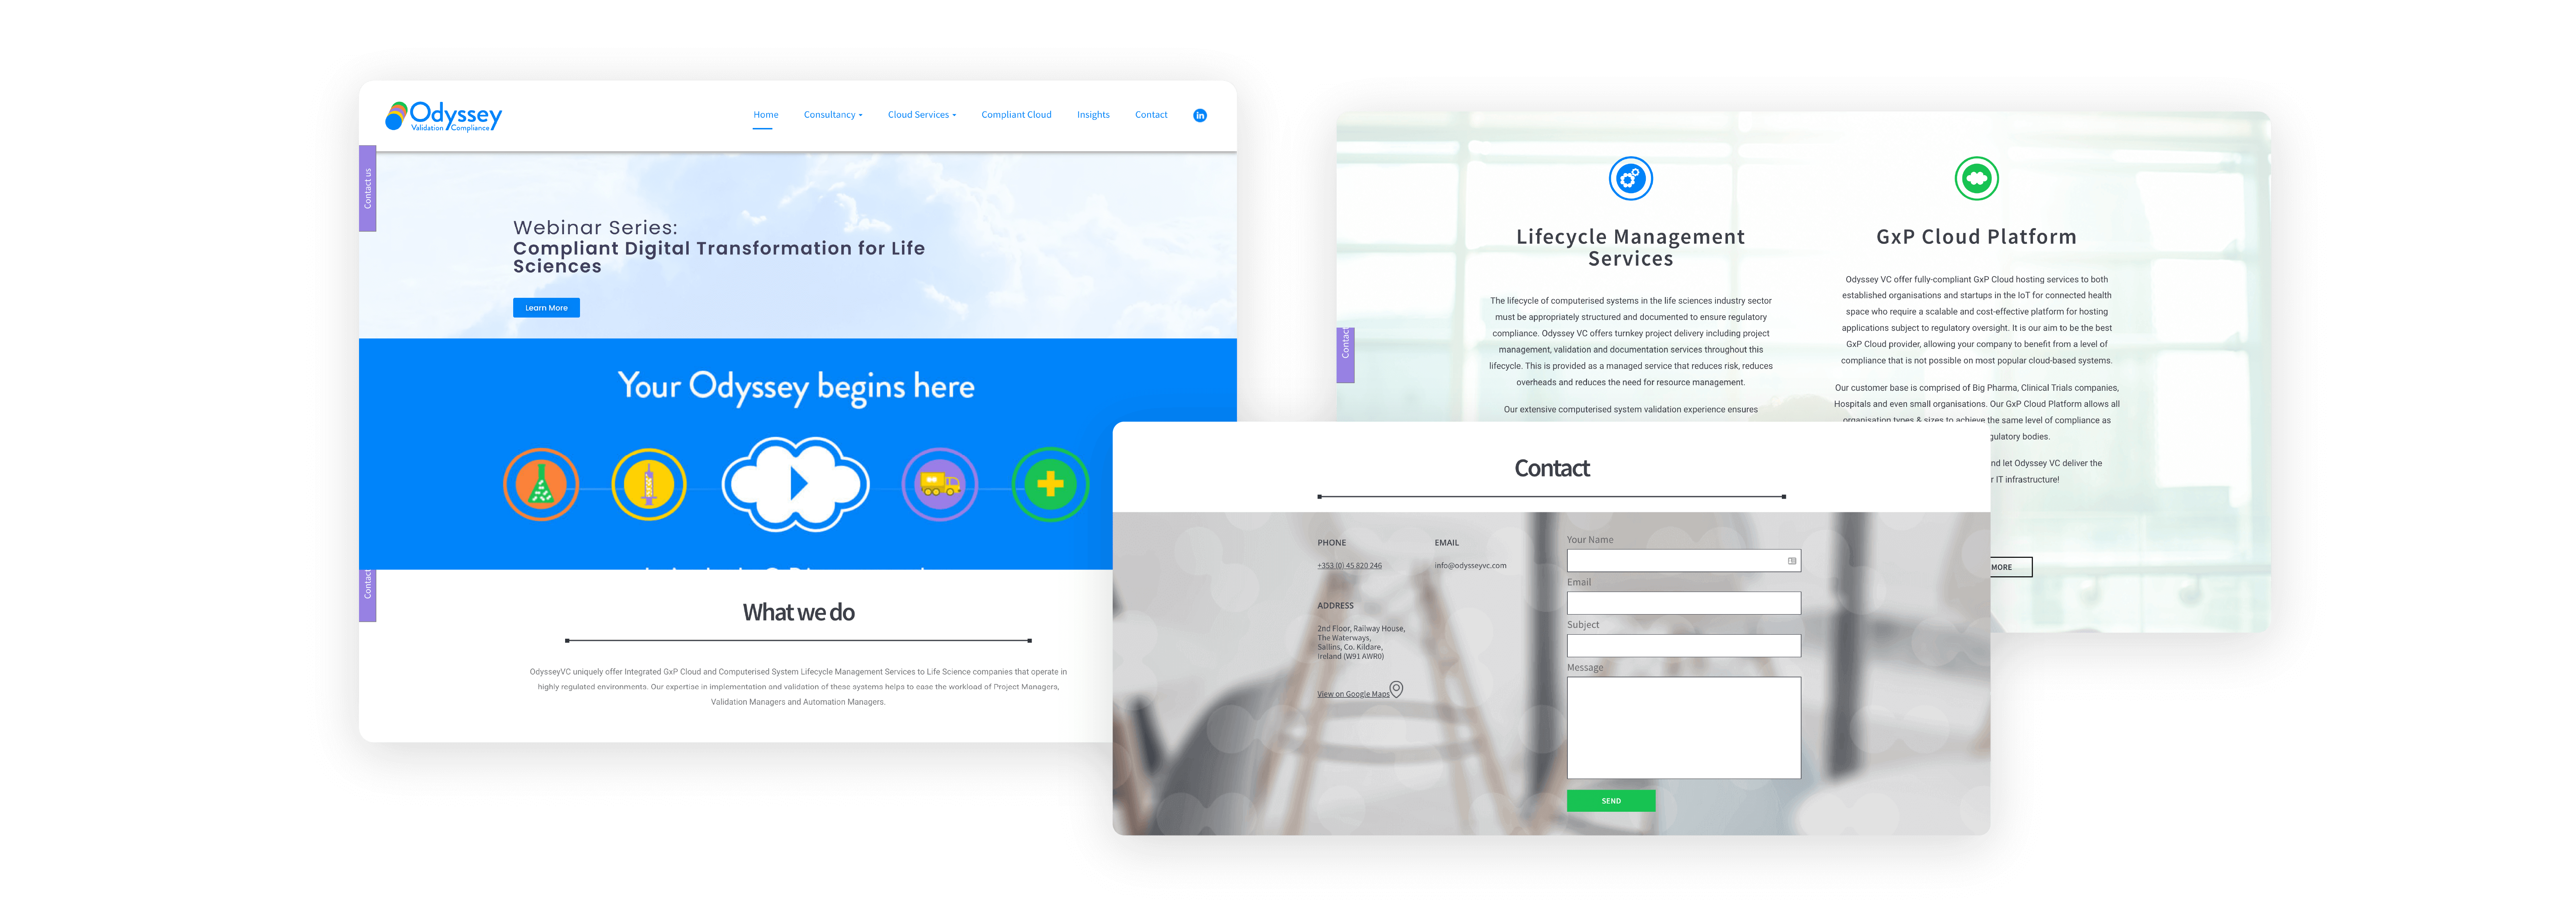 Odyssey
Validation Compliance
Home
Consultancy
Cloud Services
Compliant Cloud
Insights
Contact
in
Contact us
Webinar Series:
Compliant Digital Transformation for Life
Sciences
Learn More
Your Odyssey begins here
Contact
What we do
OdysseyVC uniquely offer Integrated GxP Cloud and Computerised System Lifecycle Management Services to Life Science companies that operate in
highly regulated environments. Our expertise in implementation and validation of these systems helps to ease the workload of Project Managers,
Validation Managers and Automation Managers.
Contact
Lifecycle Management
Services
The lifecycle of computerised systems in the life sciences industry sector
must be appropriately structured and documented to ensure regulatory
compliance. Odyssey VC offers turnkey project delivery including project
management, validation and documentation services throughout this
lifecycle. This is provided as a managed service that reduces risk, reduces
overheads and reduces the need for resource management.
Our extensive computerised system validation experience ensures
GxP Cloud Platform
Odyssey VC offer fully-compliant GxP Cloud hosting services to both
established organisations and startups in the IoT for connected health
space who require a scalable and cost-effective platform for hosting
applications subject to regulatory oversight. It is our aim to be the best
GxP Cloud provider, allowing your company to benefit from a level of
compliance that is not possible on most popular cloud-based systems.
Our customer base is comprised of Big Pharma, Clinical Trials companies,
Hospitals and even small organisations. Our GxP Cloud Platform allows all
organisation types & sizes to achieve the same level of compliance as
gulatory bodies.
nd let Odyssey VC deliver the
r IT infrastructure!
MORE
Contact
PHONE
+353 (0) 45 820 246
EMAIL
info@odysseyvc.com
ADDRESS
2nd Floor, Railway House,
The Waterways,
Sallins, Co. Kildare,
Ireland (W91 AWR0)
View on Google Maps
Your Name
Email
Subject
Message
SEND